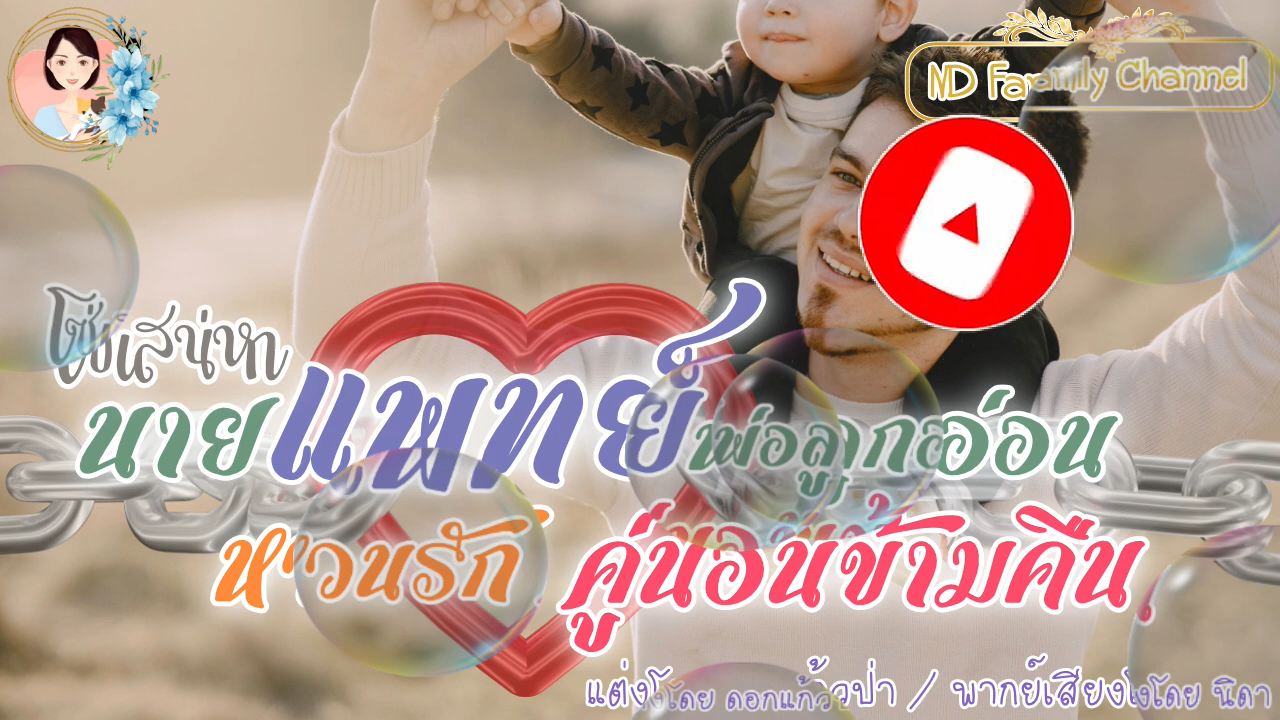 ND Family Channel
โซ่เสน่หา
นายแพทย์พ่อลูกอ่อน
หวนรัก คู่นอนข้ามคืน
แต่งโดย ดอกแก้วป่า / พากย์เสียงโดย นิดา